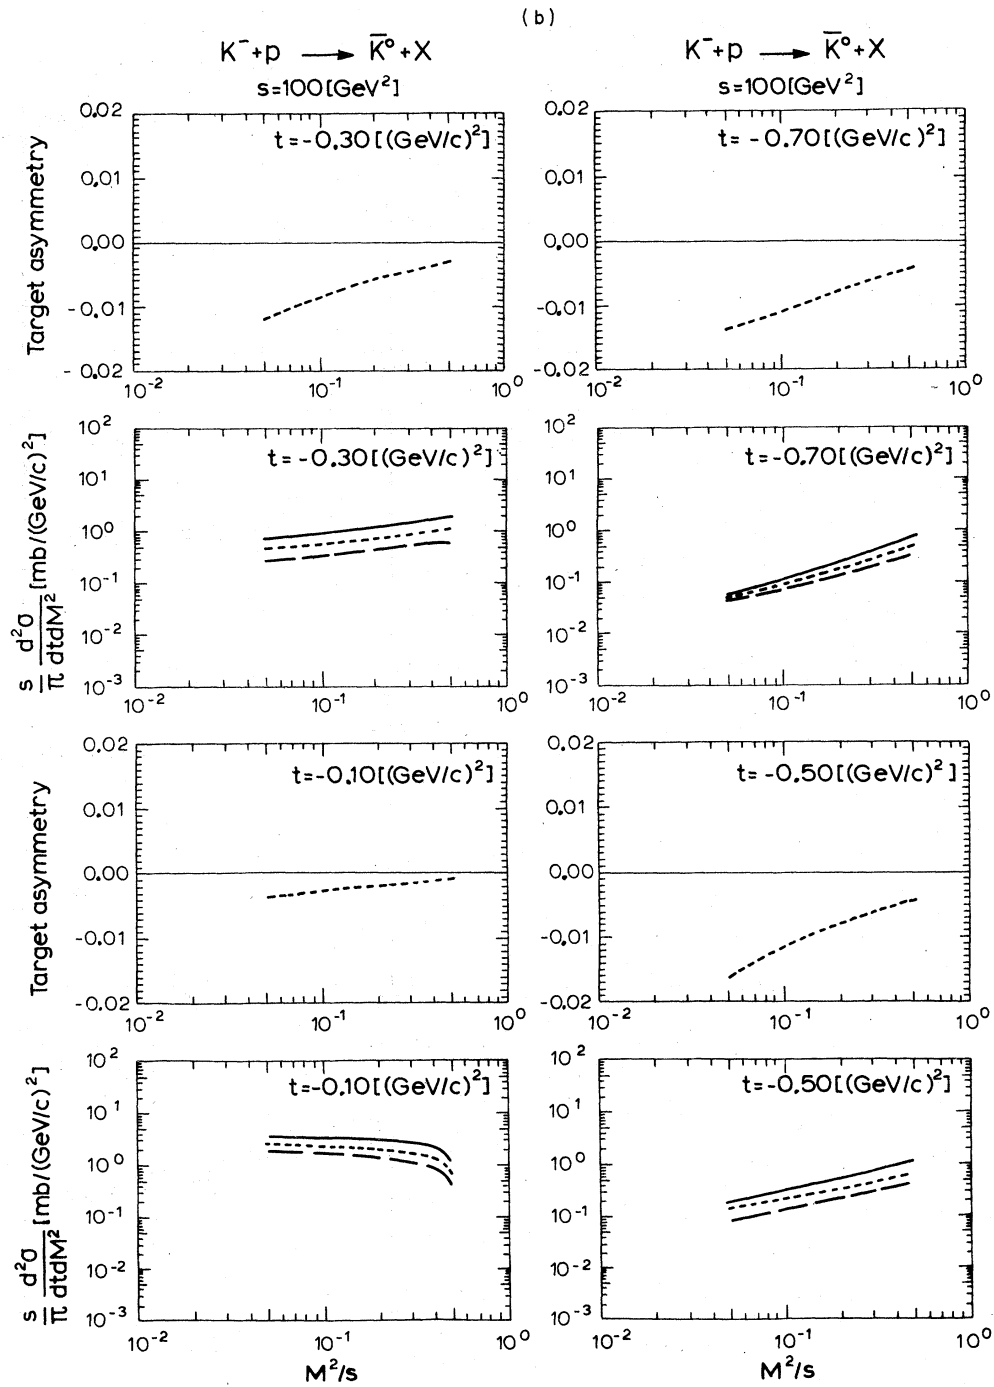 (b)
K⁻+p → K̄⁰+X
s=100[GeV²]
t=-0.30[(GeV/c)²]
Target asymmetry
0.02
0.01
0.00
-0.01
-0.02
10⁻² 10⁻¹ 10⁰
K⁻+p → K̄⁰+X
s=100[GeV²]
t=-0.70[(GeV/c)²]
0.02
0.01
0.00
-0.01
-0.02
10⁻² 10⁻¹ 10⁰
t=-0.30[(GeV/c)²]
s/π d²σ/dtdM² [mb/(GeV/c)²]
10²
10¹
10⁰
10⁻¹
10⁻²
10⁻³
10⁻² 10⁻¹ 10⁰
t=-0.70[(GeV/c)²]
10²
10¹
10⁰
10⁻¹
10⁻²
10⁻³
10⁻² 10⁻¹ 10⁰
t=-0.10[(GeV/c)²]
Target asymmetry
0.02
0.01
0.00
-0.01
-0.02
10⁻² 10⁻¹ 10⁰
t=-0.50[(GeV/c)²]
0.02
0.01
0.00
-0.01
-0.02
10⁻² 10⁻¹ 10⁰
t=-0.10[(GeV/c)²]
s/π d²σ/dtdM² [mb/(GeV/c)²]
10²
10¹
10⁰
10⁻¹
10⁻²
10⁻³
10⁻² 10⁻¹ 10⁰
M²/s
t=-0.50[(GeV/c)²]
10²
10¹
10⁰
10⁻¹
10⁻²
10⁻³
10⁻² 10⁻¹ 10⁰
M²/s